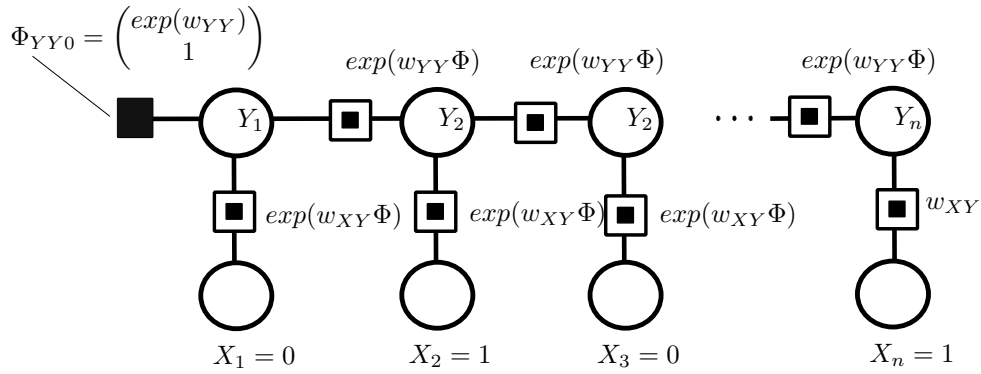 Φ_{YY0} = (exp(w_{YY}) 1)
exp(w_{YY}Φ) exp(w_{YY}Φ) exp(w_{YY}Φ)
Y_1 Y_2 Y_2 ··· Y_n
exp(w_{XY}Φ) exp(w_{XY}Φ) exp(w_{XY}Φ) w_{XY}
X_1 = 0 X_2 = 1 X_3 = 0 X_n = 1